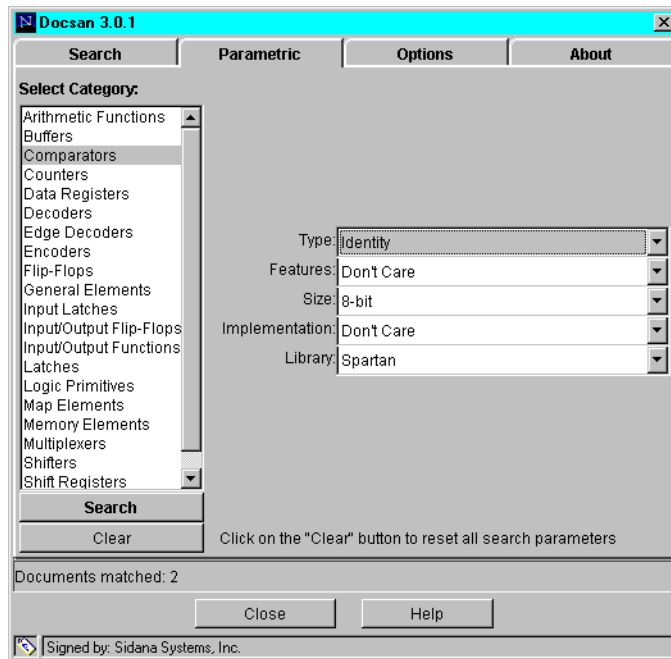 Docsan 3.0.1
Search Parametric Options About
Select Category:
Arithmetic Functions
Buffers
Comparators
Counters
Data Registers
Decoders
Edge Decoders
Encoders
Flip-Flops
General Elements
Input Latches
Input/Output Flip-Flops
Input/Output Functions
Latches
Logic Primitives
Map Elements
Memory Elements
Multiplexers
Shifters
Shift Registers
Type: Identity
Features: Don't Care
Size: 8-bit
Implementation: Don't Care
Library: Spartan
Search
Clear
Click on the "Clear" button to reset all search parameters
Documents matched: 2
Close Help
Signed by: Sidana Systems, Inc.